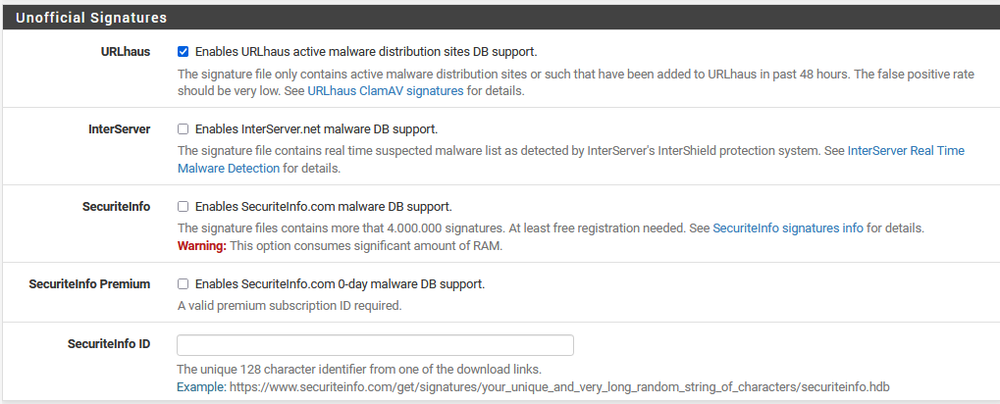 Unofficial Signatures
URLhaus
Enables URLhaus active malware distribution sites DB support.
The signature file only contains active malware distribution sites or such that have been added to URLhaus in past 48 hours. The false positive rate
should be very low. See URLhaus ClamAV signatures for details.
InterServer
Enables InterServer.net malware DB support.
The signature file contains real time suspected malware list as detected by InterServer's InterShield protection system. See InterServer Real Time
Malware Detection for details.
SecuriteInfo
Enables SecuriteInfo.com malware DB support.
The signature files contains more that 4.000.000 signatures. At least free registration needed. See SecuriteInfo signatures info for details.
Warning: This option consumes significant amount of RAM.
SecuriteInfo Premium
Enables SecuriteInfo.com 0-day malware DB support.
A valid premium subscription ID required.
SecuriteInfo ID
The unique 128 character identifier from one of the download links.
Example: https://www.securiteinfo.com/get/signatures/your_unique_and_very_long_random_string_of_characters/securiteinfo.hdb